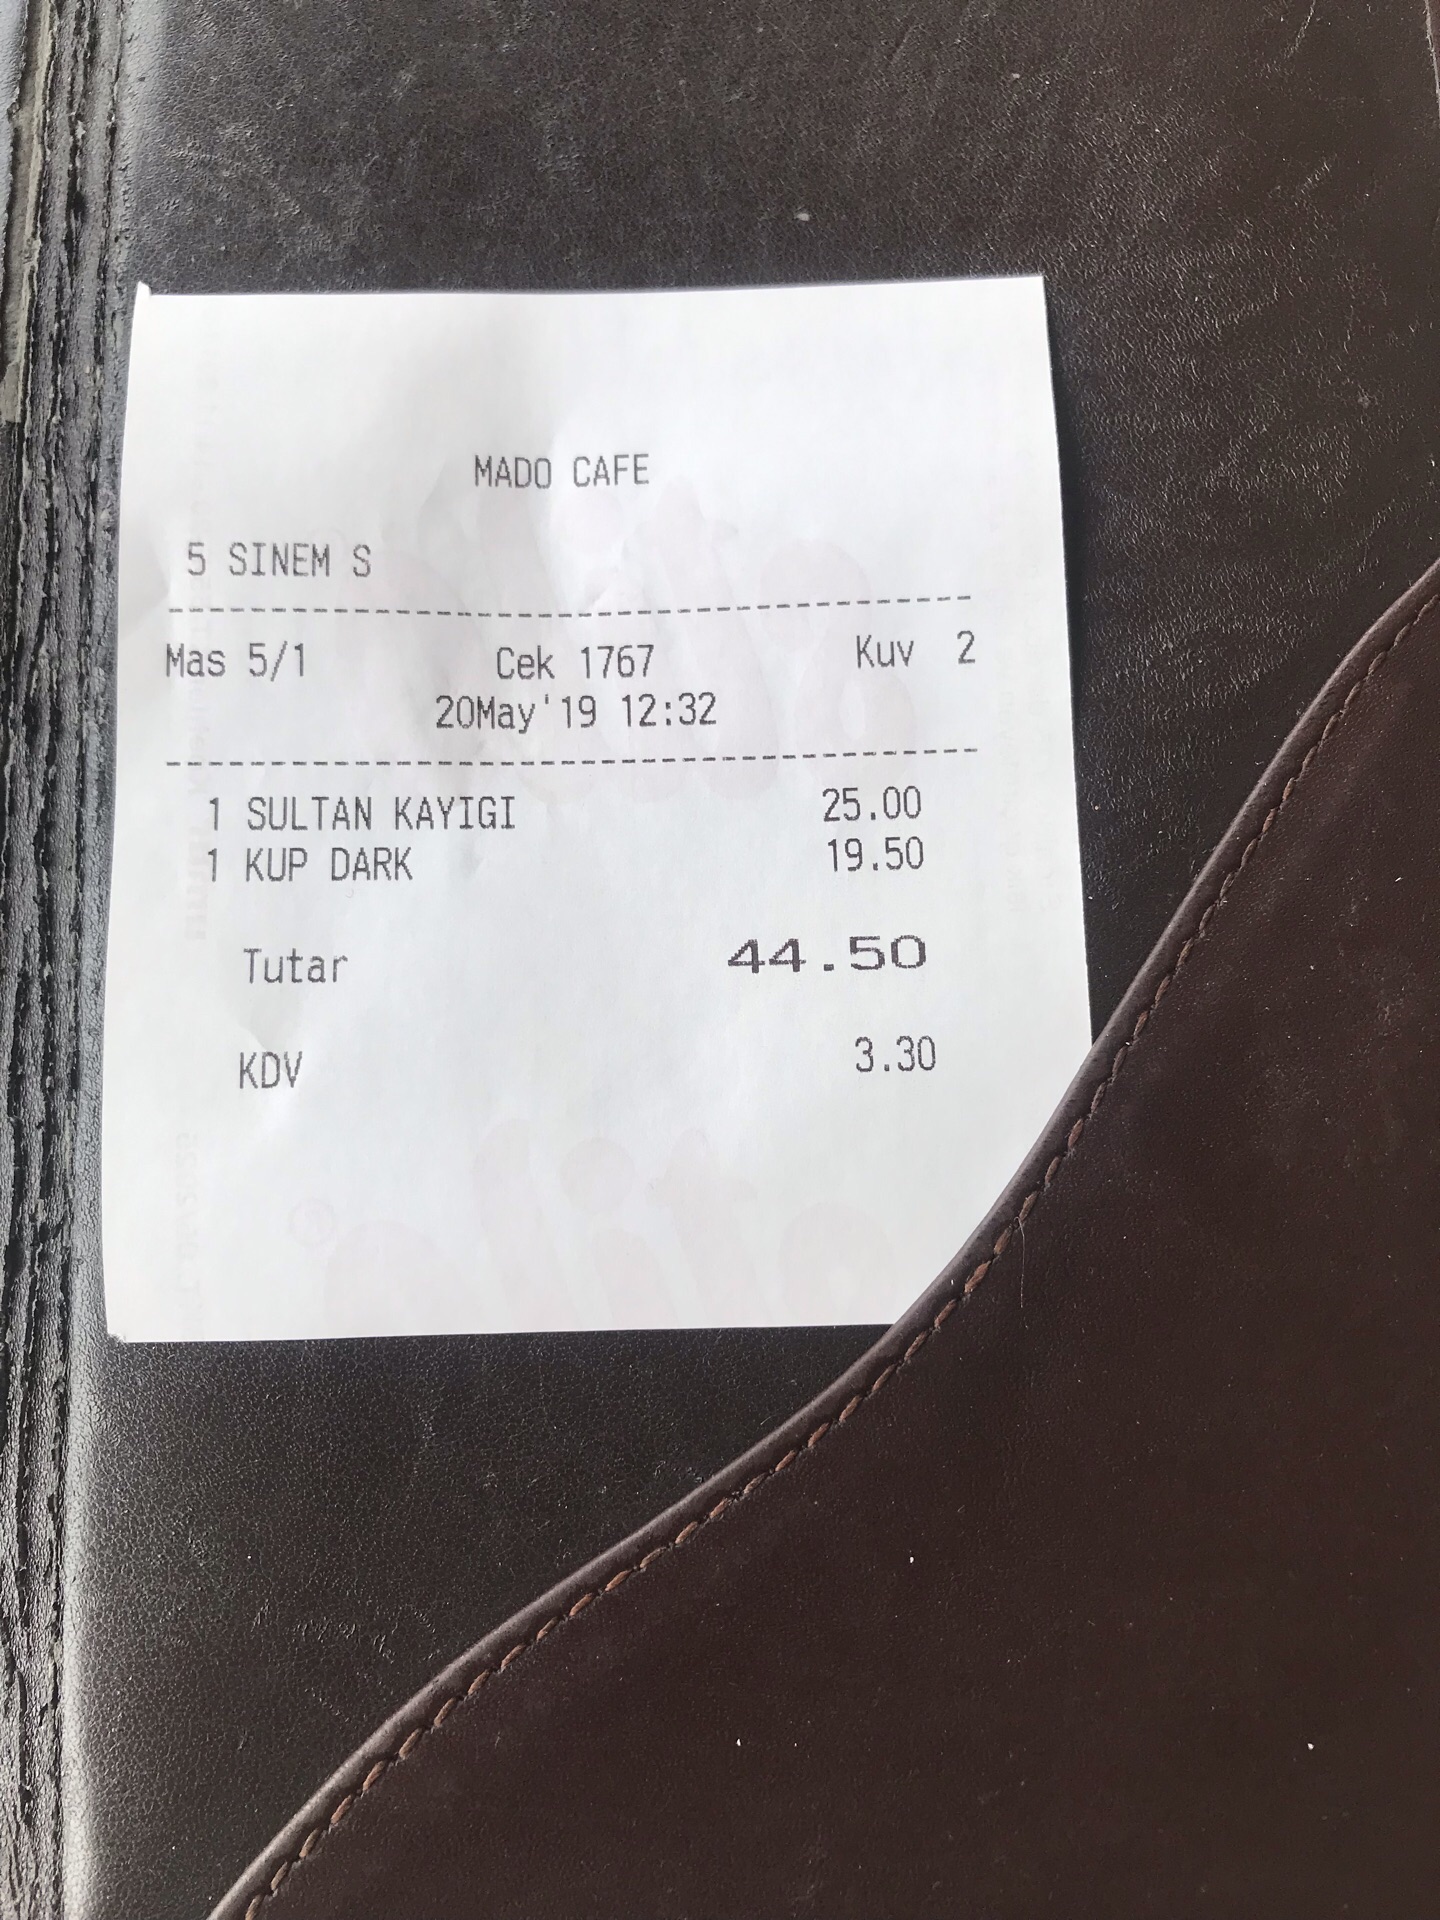 MADO CAFE
5 SINEM S
--------------------------------------
Mas 5/1 Cek 1767 Kuv 2
20May'19 12:32
--------------------------------------
1 SULTAN KAYIGI 25.00
1 KUP DARK 19.50
Tutar 44.50
KDV 3.30